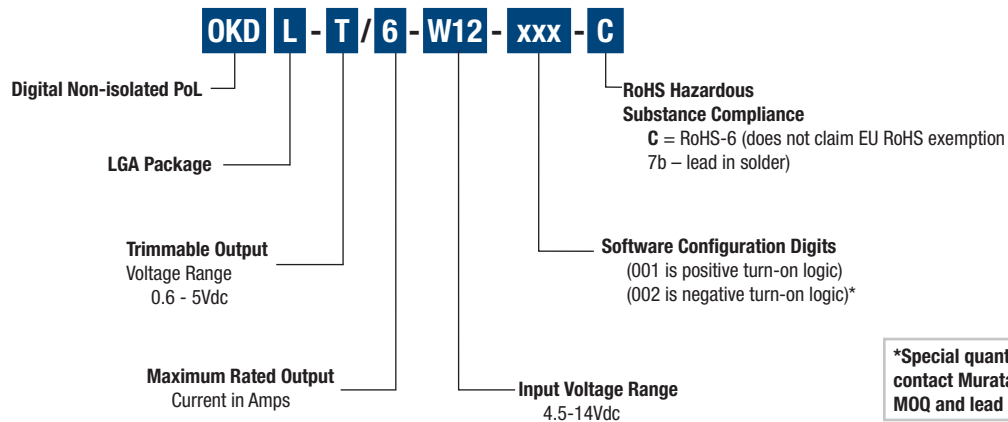 OKD L - T / 6 - W12 - xxx - C
Digital Non-isolated PoL
LGA Package
Trimmable Output
Voltage Range
0.6 - 5Vdc
Maximum Rated Output
Current in Amps
Input Voltage Range
4.5-14Vdc
Software Configuration Digits
(001 is positive turn-on logic)
(002 is negative turn-on logic)*
RoHS Hazardous
Substance Compliance
C = RoHS-6 (does not claim EU RoHS exemption
7b – lead in solder)
*Special
contact
MOQ and lead